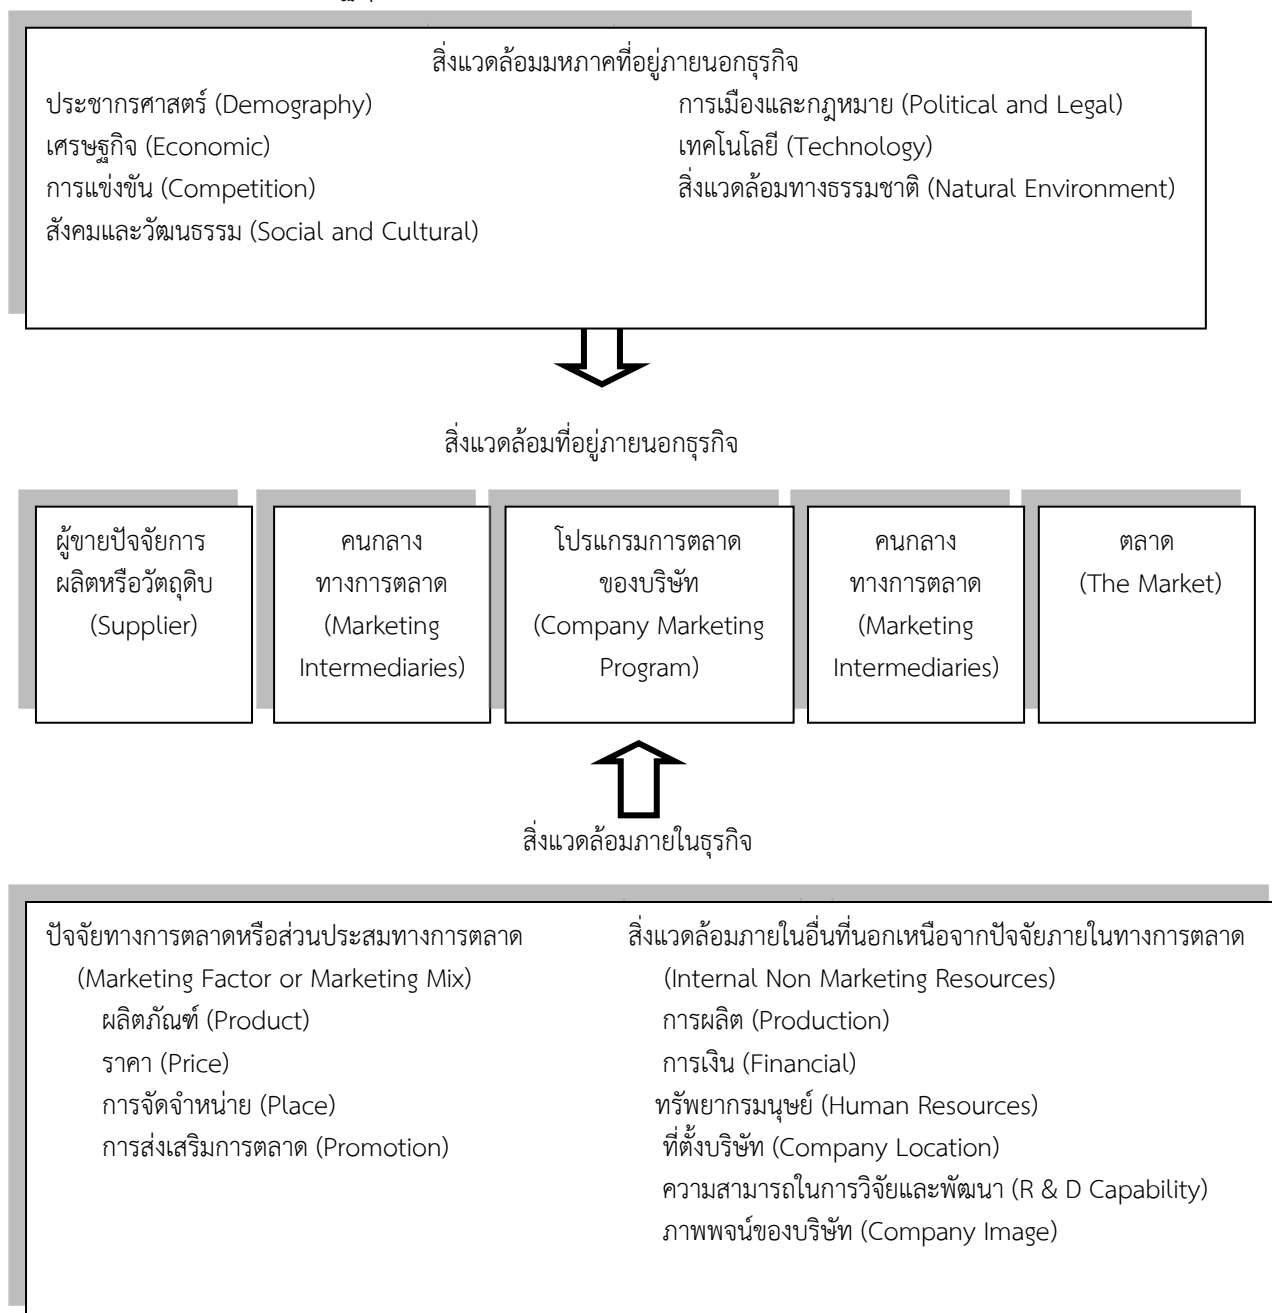 สิ่งแวดล้อมมหภาคที่อยู่ภายนอกธุรกิจ
ประชากรศาสตร์ (Demography)
เศรษฐกิจ (Economic)
การแข่งขัน (Competition)
สังคมและวัฒนธรรม (Social and Cultural)
การเมืองและกฎหมาย (Political and Legal)
เทคโนโลยี (Technology)
สิ่งแวดล้อมทางธรรมชาติ (Natural Environment)
สิ่งแวดล้อมที่อยู่ภายนอกธุรกิจ
ผู้ขายปัจจัยการ
ผลิตหรือวัตถุดิบ
(Supplier)
คนกลาง
ทางการตลาด
(Marketing
Intermediaries)
โปรแกรมการตลาด
ของบริษัท
(Company Marketing
Program)
คนกลาง
ทางการตลาด
(Marketing
Intermediaries)
ตลาด
(The Market)
สิ่งแวดล้อมภายในธุรกิจ
ปัจจัยทางการตลาดหรือส่วนประสมทางการตลาด
(Marketing Factor or Marketing Mix)
ผลิตภัณฑ์ (Product)
ราคา (Price)
การจัดจำหน่าย (Place)
การส่งเสริมการตลาด (Promotion)
สิ่งแวดล้อมภายในอื่นที่นอกเหนือจากปัจจัยภายในทางการตลาด
(Internal Non Marketing Resources)
การผลิต (Production)
การเงิน (Financial)
ทรัพยากรมนุษย์ (Human Resources)
ที่ตั้งบริษัท (Company Location)
ความสามารถในการวิจัยและพัฒนา (R & D Capability)
ภาพพจน์ของบริษัท (Company Image)